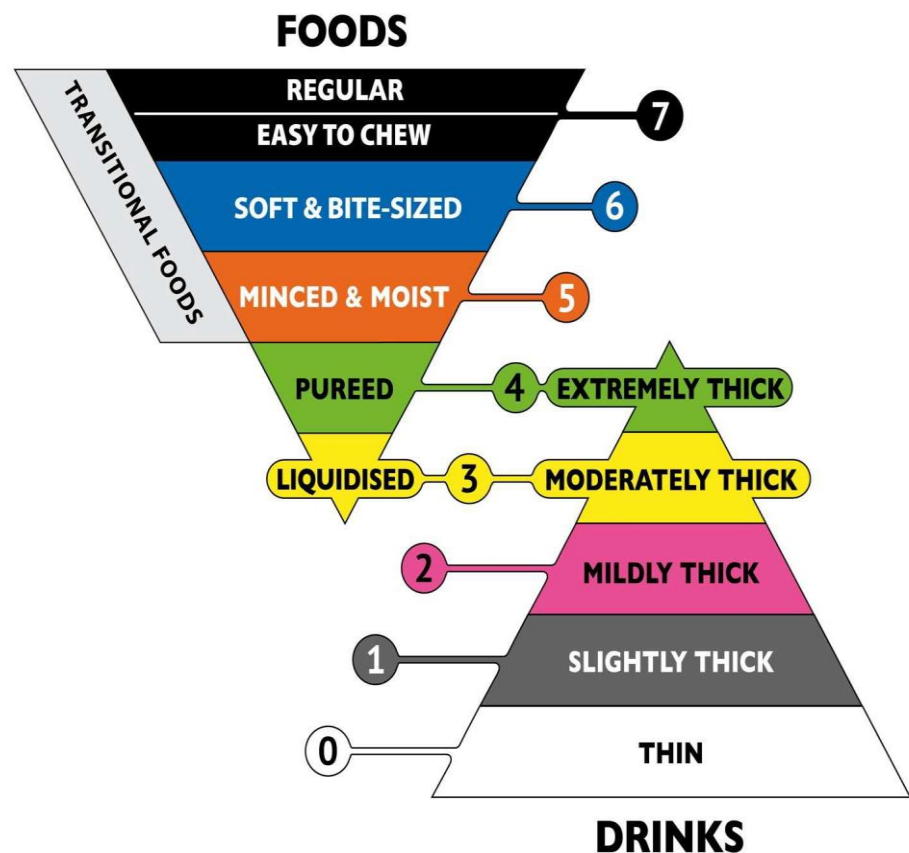 FOODS
TRANSITIONAL FOODS
REGULAR
7
EASY TO CHEW
SOFT & BITE-SIZED
6
MINCED & MOIST
5
PUREED
4
EXTREMELY THICK
LIQUIDISED
3
MODERATELY THICK
2
MILDLY THICK
1
SLIGHTLY THICK
0
THIN
DRINKS